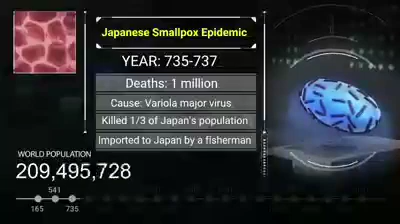 Japanese Smallpox Epidemic
YEAR: 735-737
Deaths: 1 million
Cause: Variola major virus
Killed 1/3 of Japan's population
Imported to Japan by a fisherman
WORLD POPULATION
209,495,728
541
165 735